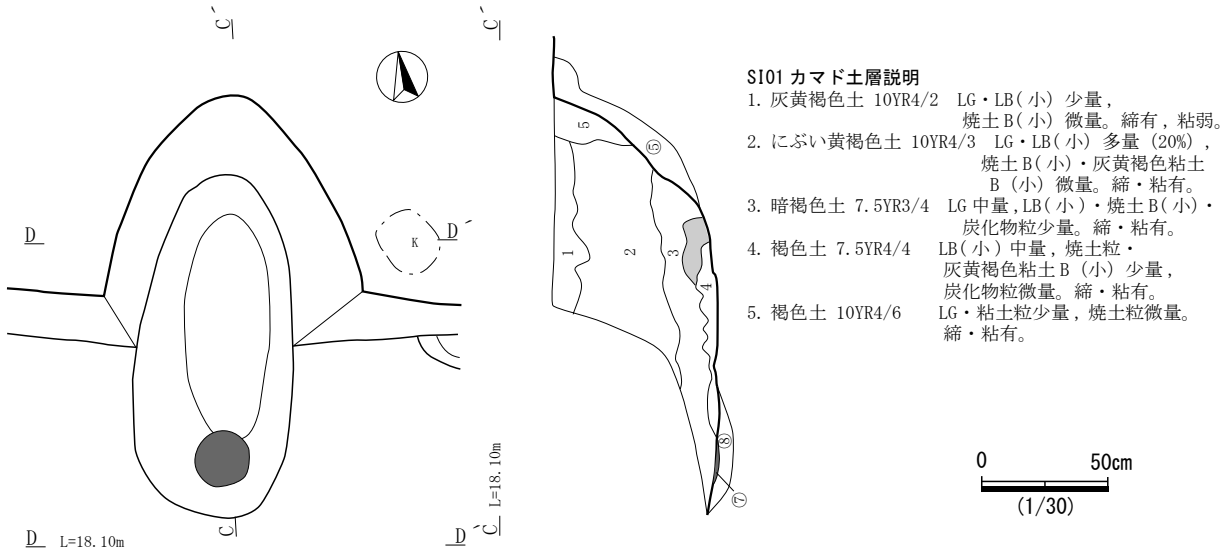 C C`
C`
SI01 カマド土層説明
1. 灰黄褐色土 10YR4/2 LG・LB(小) 少量,
焼土B(小) 微量。締有,粘弱。
2. にぶい黄褐色土 10YR4/3 LG・LB(小) 多量 (20%),
焼土B(小)・灰黄褐色粘土
B (小) 微量。締・粘有。
3. 暗褐色土 7.5YR3/4 LG中量,LB(小)・焼土B(小)・
炭化物粒少量。締・粘有。
4. 褐色土 7.5YR4/4 LB(小)中量,焼土粒・
灰黄褐色粘土B (小) 少量,
炭化物粒微量。締・粘有。
5. 褐色土 10YR4/6 LG・粘土粒少量,焼土粒微量。
締・粘有。
5
⑤
D
K
D`
1
2
3
4
⑧
⑦
0 50cm
(1/30)
C
C` L=18.10m
D L=18.10m
D`